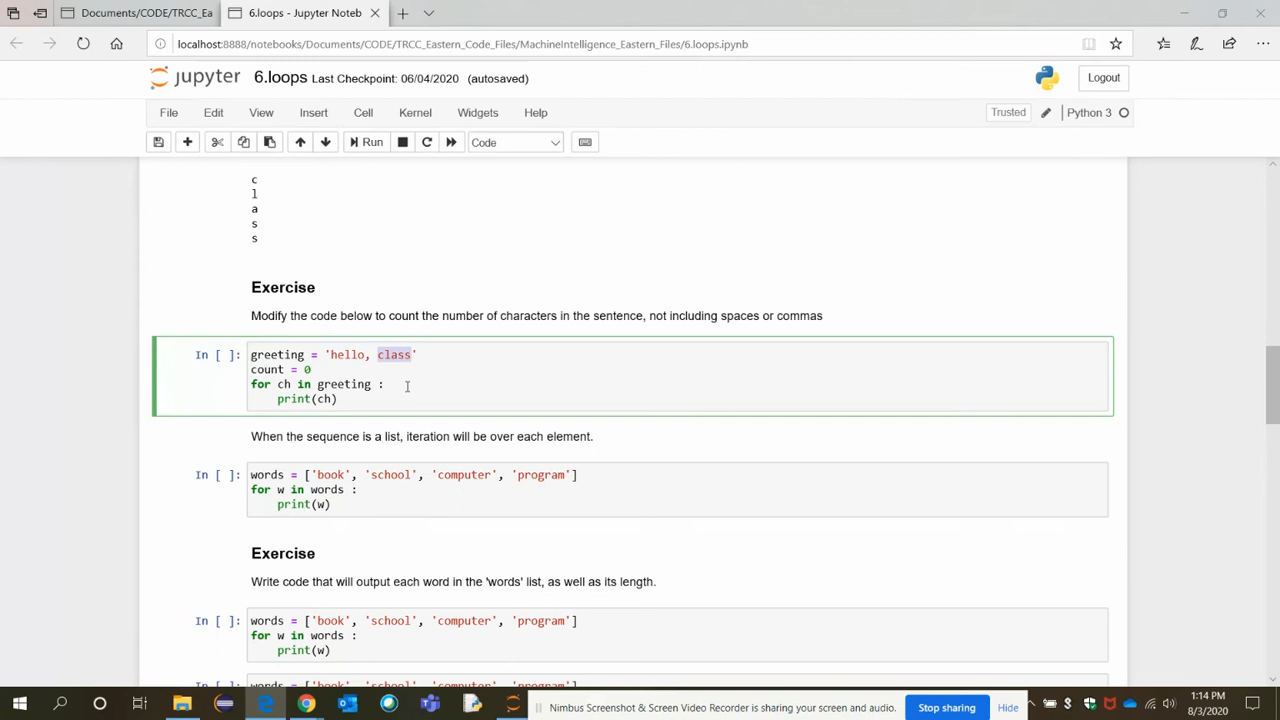 Documents/CODE/TRCC_Ea
6.loops - Jupyter Noteb
localhost:8888/notebooks/Documents/CODE/TRCC_Eastern_Code_Files/MachineIntelligence_Eastern_Files/6.loops.ipynb
jupyter 6.loops Last Checkpoint: 06/04/2020 (autosaved)
Logout
File Edit View Insert Cell Kernel Widgets Help
Trusted Python 3
Run Code
c
l
a
s
s
Exercise
Modify the code below to count the number of characters in the sentence, not including spaces or commas
In [ ]: greeting = 'hello, class'
count = 0
for ch in greeting :
    print(ch)
When the sequence is a list, iteration will be over each element.
In [ ]: words = ['book', 'school', 'computer', 'program']
for w in words :
    print(w)
Exercise
Write code that will output each word in the 'words' list, as well as its length.
In [ ]: words = ['book', 'school', 'computer', 'program']
for w in words :
    print(w)
In [ ]: words = ['book', 'school', 'computer', 'program']
Nimbus Screenshot & Screen Video Recorder is sharing your screen and audio.
Stop sharing
Hide
1:14 PM
8/3/2020